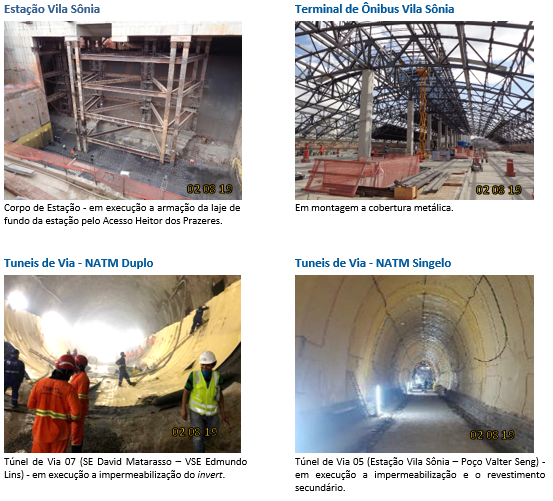 Estação Vila Sônia
02 08 19
Corpo de Estação - em execução a armação da laje de
fundo da estação pelo Acesso Heitor dos Prazeres.
Terminal de Ônibus Vila Sônia
02 08 19
Em montagem a cobertura metálica.
Tuneis de Via - NATM Duplo
02 08 19
Túnel de Via 07 (SE David Matarasso – VSE Edmundo
Lins) - em execução a impermeabilização do invert.
Tuneis de Via - NATM Singelo
02 08 19
Túnel de Via 05 (Estação Vila Sônia – Poço Valter Seng) -
em execução a impermeabilização e o revestimento
secundário.